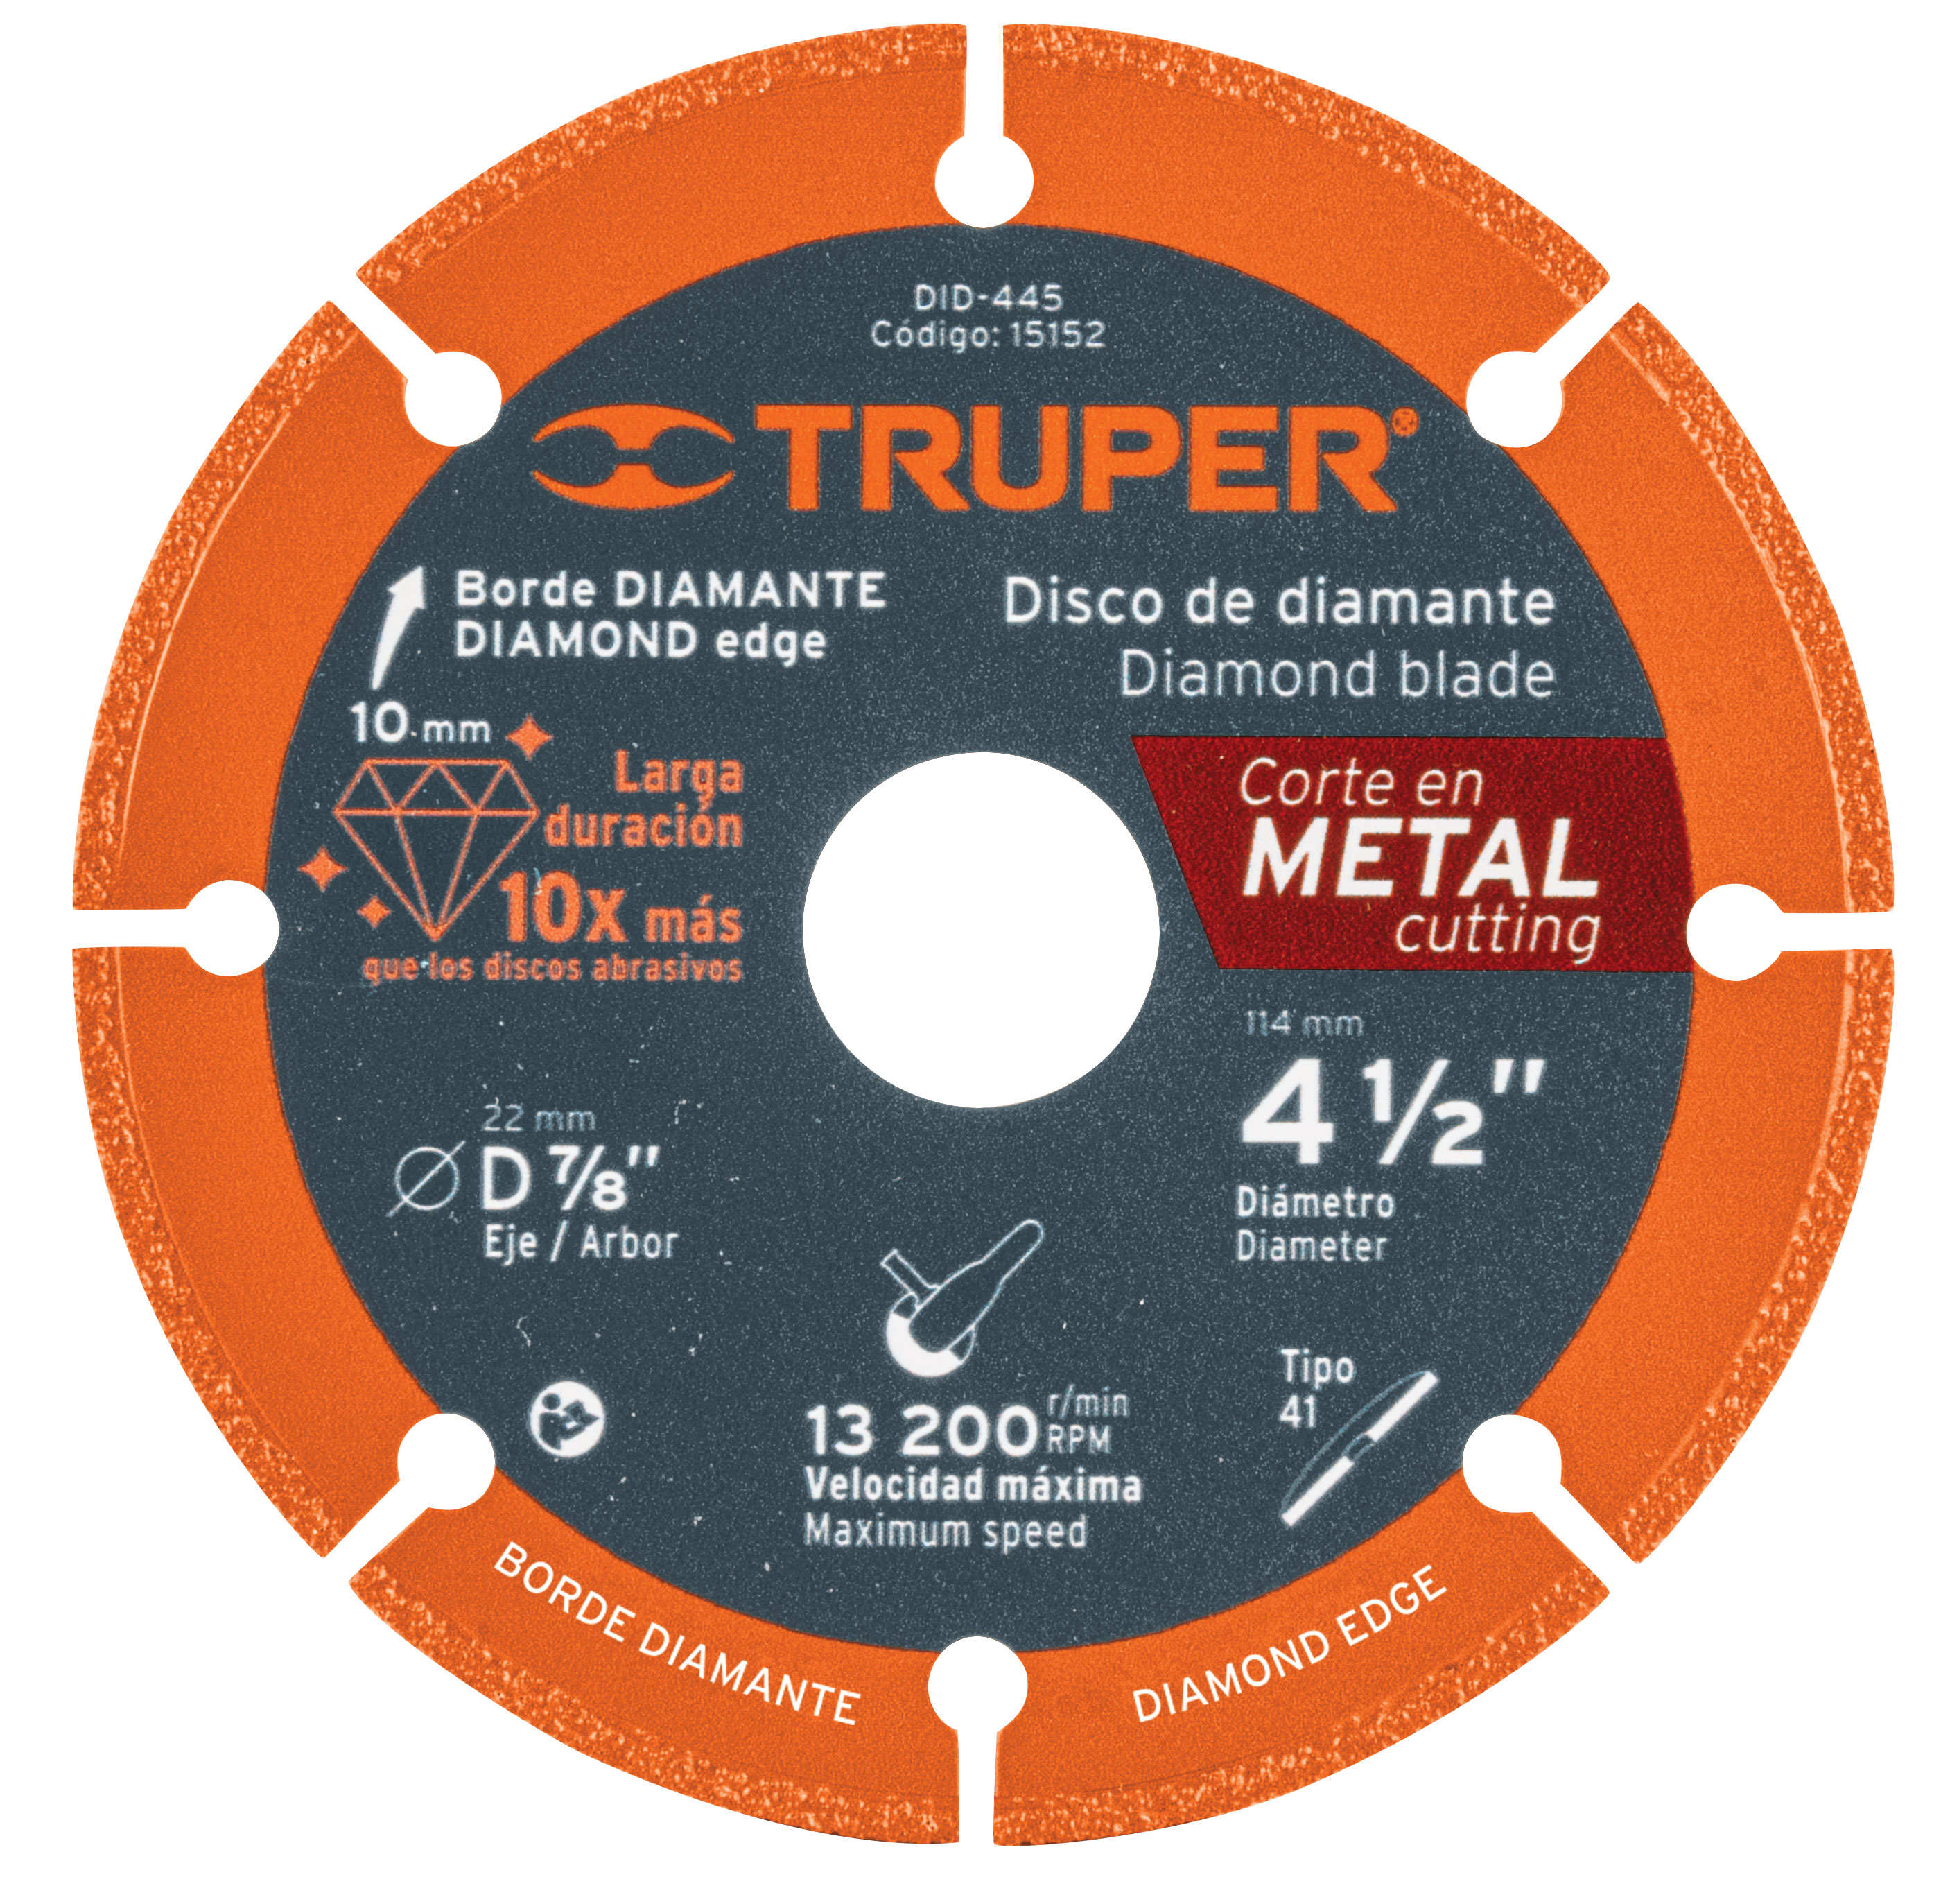 DID-445
Código: 15152
TRUPER®
Borde DIAMANTE
DIAMOND edge
10 mm
Disco de diamante
Diamond blade
Larga
duración
10x más
que los discos abrasivos
Corte en
METAL
cutting
114 mm
4 ½"
Diámetro
Diameter
22 mm
D ⅞"
Eje / Arbor
13 200 r/min
RPM
Velocidad máxima
Maximum speed
Tipo
41
BORDE DIAMANTE
DIAMOND EDGE